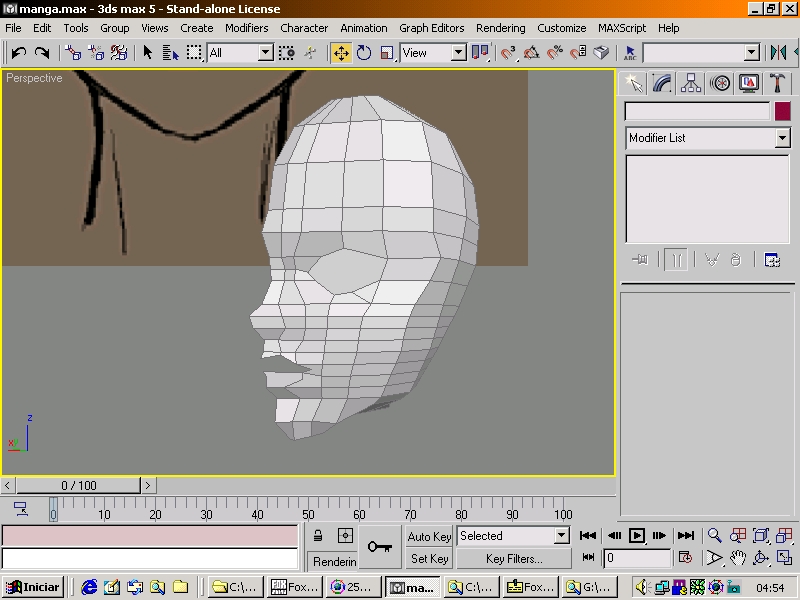 manga.max - 3ds max 5 - Stand-alone License
File Edit Tools Group Views Create Modifiers Character Animation Graph Editors Rendering Customize MAXScript Help
All View
ABC
Perspective
Modifier List
z
x y
0 / 100
0 10 20 30 40 50 60 70 80 90 100
Auto Key Selected
Renderin Set Key Key Filters... 0
Iniciar C:\... Fox... 25... ma... C:\... Fox... G:\... 04:54